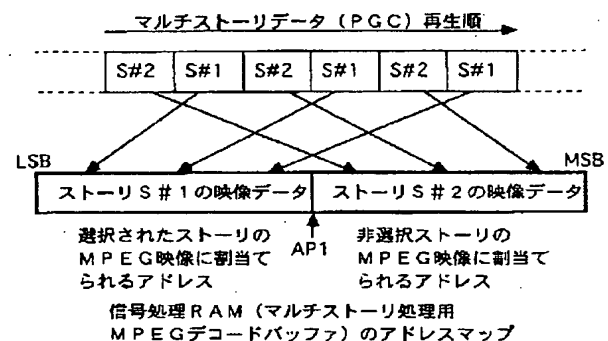 マルチストーリデータ（PGC）再生順
S#2 S#1 S#2 S#1 S#2 S#1
LSB MSB
ストーリS#1の映像データ ストーリS#2の映像データ
選択されたストーリの
MPEG映像に割当て
られるアドレス
AP1
非選択ストーリの
MPEG映像に割当て
られるアドレス
信号処理RAM（マルチストーリ処理用
MPEGデコードバッファ）のアドレスマップ